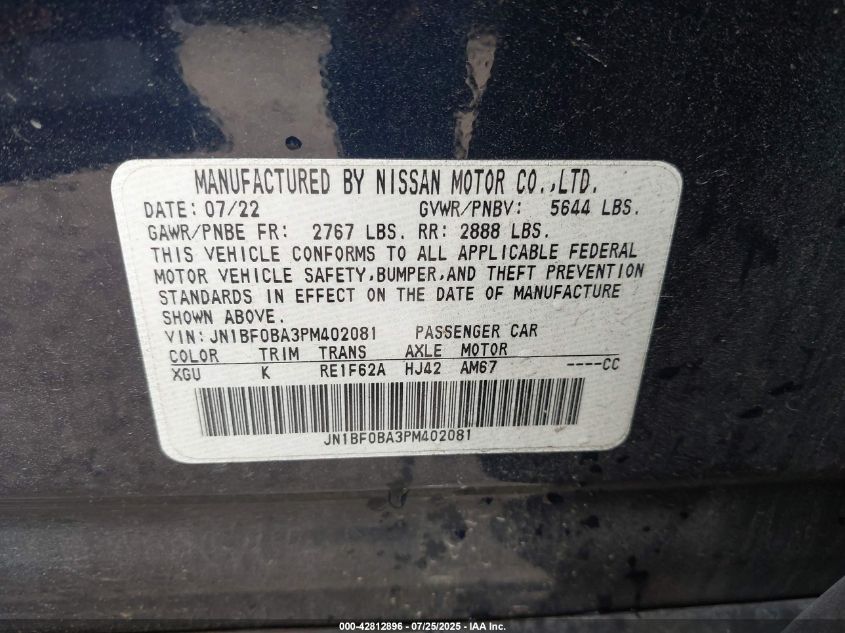 MANUFACTURED BY NISSAN MOTOR CO.,LTD.
DATE: 07/22 GVWR/PNBV: 5644 LBS.
GAWR/PNBE FR: 2767 LBS. RR: 2888 LBS.
THIS VEHICLE CONFORMS TO ALL APPLICABLE FEDERAL
MOTOR VEHICLE SAFETY,BUMPER,AND THEFT PREVENTION
STANDARDS IN EFFECT ON THE DATE OF MANUFACTURE
SHOWN ABOVE.
VIN: JN1BF0BA3PM402081 PASSENGER CAR
COLOR TRIM TRANS AXLE MOTOR
XGU K RE1F62A HJ42 AM67 ----CC
JN1BF0BA3PM402081
000-42812896 - 07/25/2025 - IAA Inc.